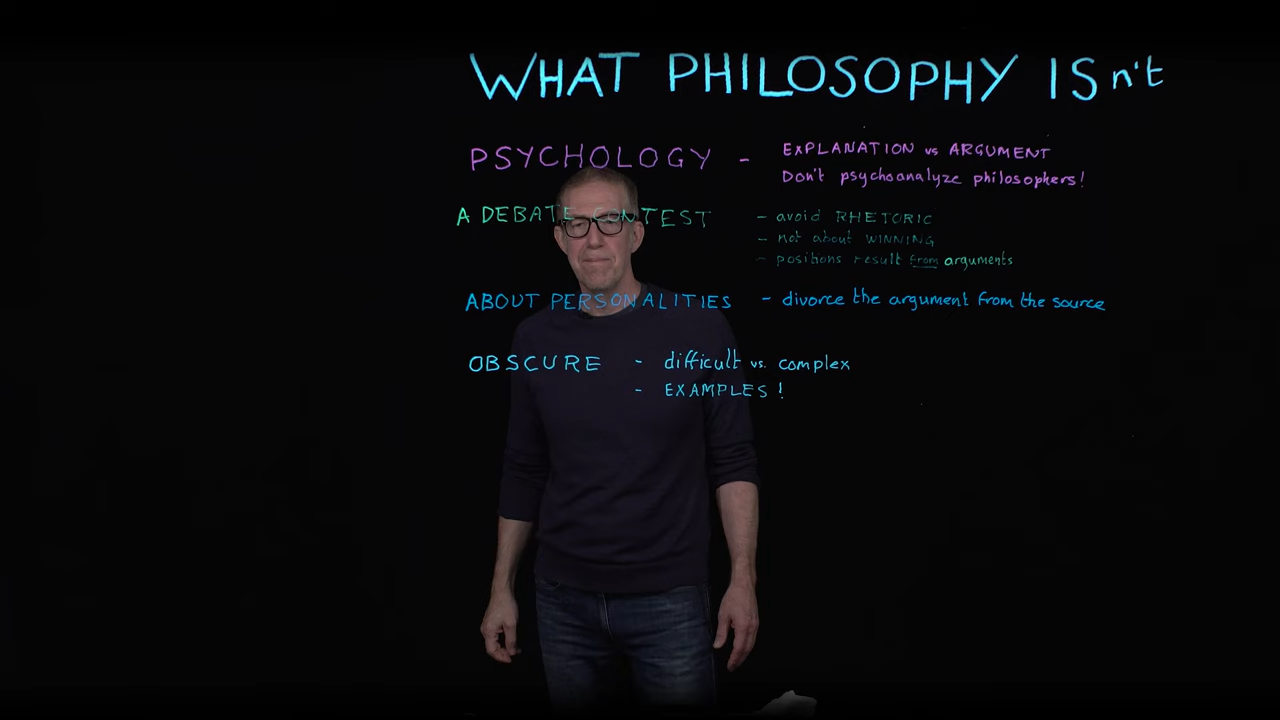 WHAT PHILOSOPHY ISn't
PSYCHOLOGY - EXPLANATION vs ARGUMENT
Don't psychoanalyze philosophers!
A DEBATE CONTEST - avoid RHETORIC
- not about WINNING
- positions result from arguments
ABOUT PERSONALITIES - divorce the argument from the source
OBSCURE - difficult vs. complex
- EXAMPLES!